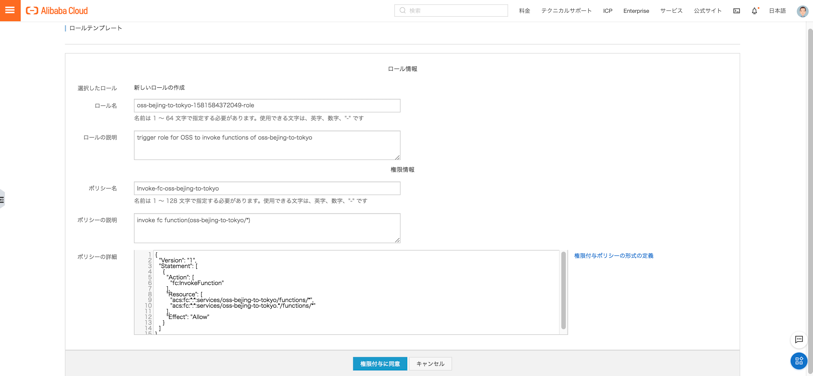 Alibaba Cloud
検索
料金 テクニカルサポート ICP Enterprise サービス 公式サイト 日本語
ロールテンプレート
ロール情報
選択したロール 新しいロールの作成
ロール名 oss-bejing-to-tokyo-1581584372049-role
名前は 1 〜 64 文字で指定する必要があります。使用できる文字は、英字、数字、"-" です
ロールの説明 trigger role for OSS to invoke functions of oss-bejing-to-tokyo
権限情報
ポリシー名 Invoke-fc-oss-bejing-to-tokyo
名前は 1 〜 128 文字で指定する必要があります。使用できる文字は、英字、数字、"-" です
ポリシーの説明 invoke fc function(oss-bejing-to-tokyo/*)
ポリシーの詳細 権限付与ポリシーの形式の定義
1 {
2 "Version": "1",
3 "Statement": [
4 {
5 "Action": [
6 "fc:InvokeFunction"
7 ],
8 "Resource": [
9 "acs:fc:*:*:services/oss-bejing-to-tokyo/functions/*",
10 "acs:fc:*:*:services/oss-bejing-to-tokyo.*/functions/*"
11 ],
12 "Effect": "Allow"
13 }
14 ]
15 }
権限付与に同意 キャンセル